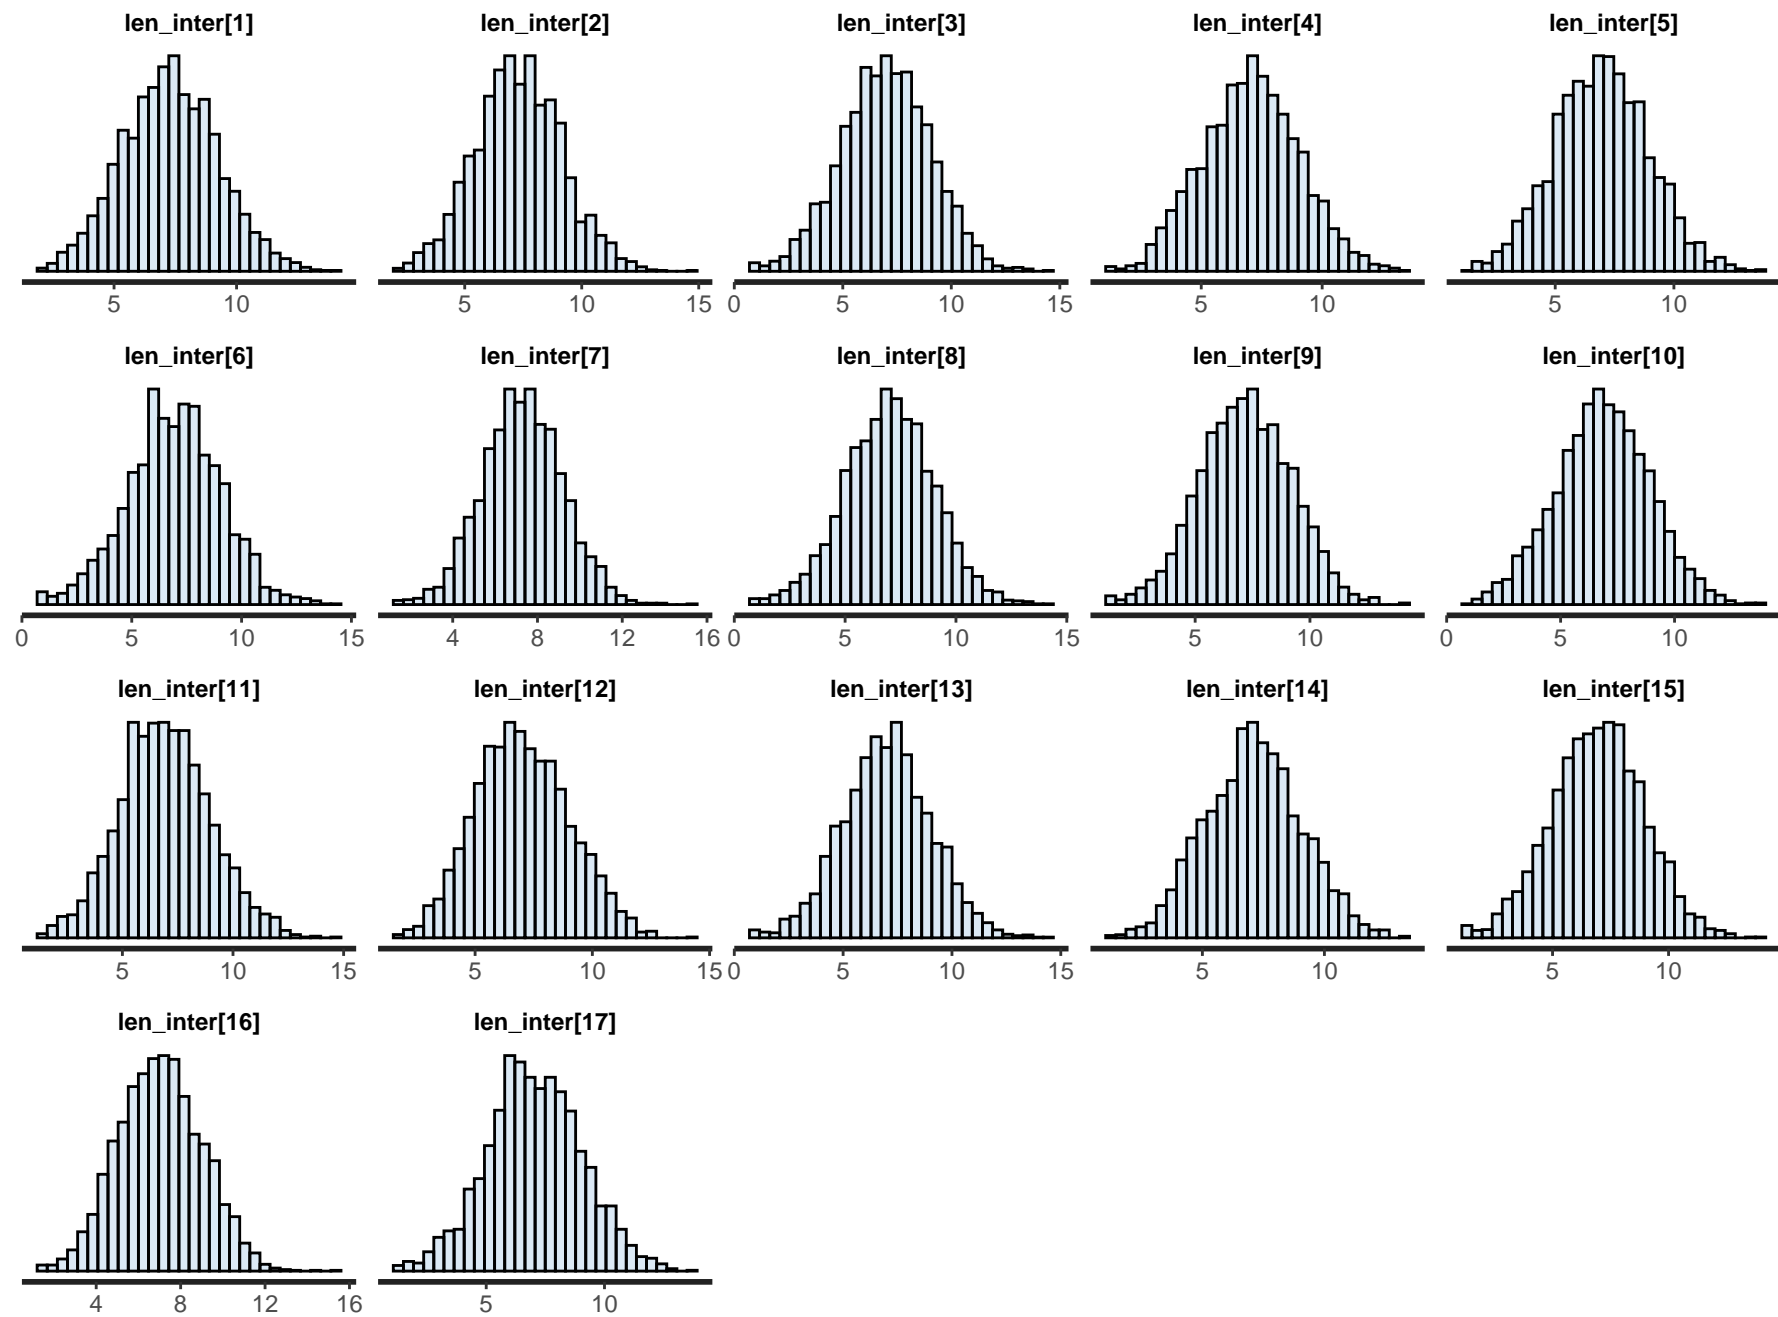 len_inter[1] len_inter[2] len_inter[3] len_inter[4] len_inter[5]
5 10 5 10 15 0 5 10 15 5 10 5 10
len_inter[6] len_inter[7] len_inter[8] len_inter[9] len_inter[10]
0 5 10 15 4 8 12 16 0 5 10 15 5 10 0 5 10
len_inter[11] len_inter[12] len_inter[13] len_inter[14] len_inter[15]
5 10 15 5 10 15 0 5 10 15 5 10 5 10
len_inter[16] len_inter[17]
4 8 12 16 5 10